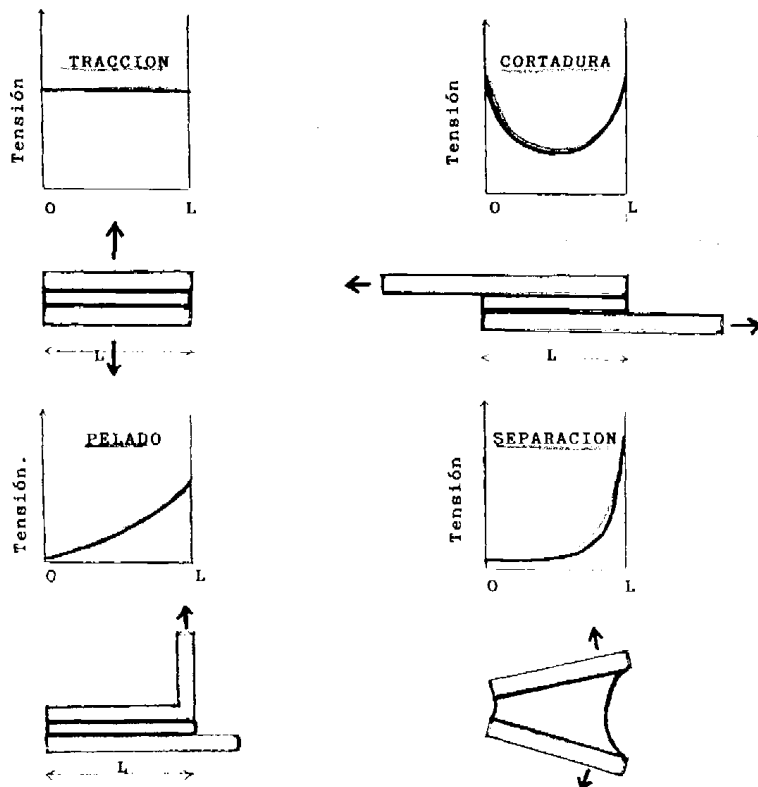 TRACCION
Tensión
O L
L
CORTADURA
Tensión
O L
L
PELADO
Tensión.
O L
L
SEPARACION
Tensión
O L